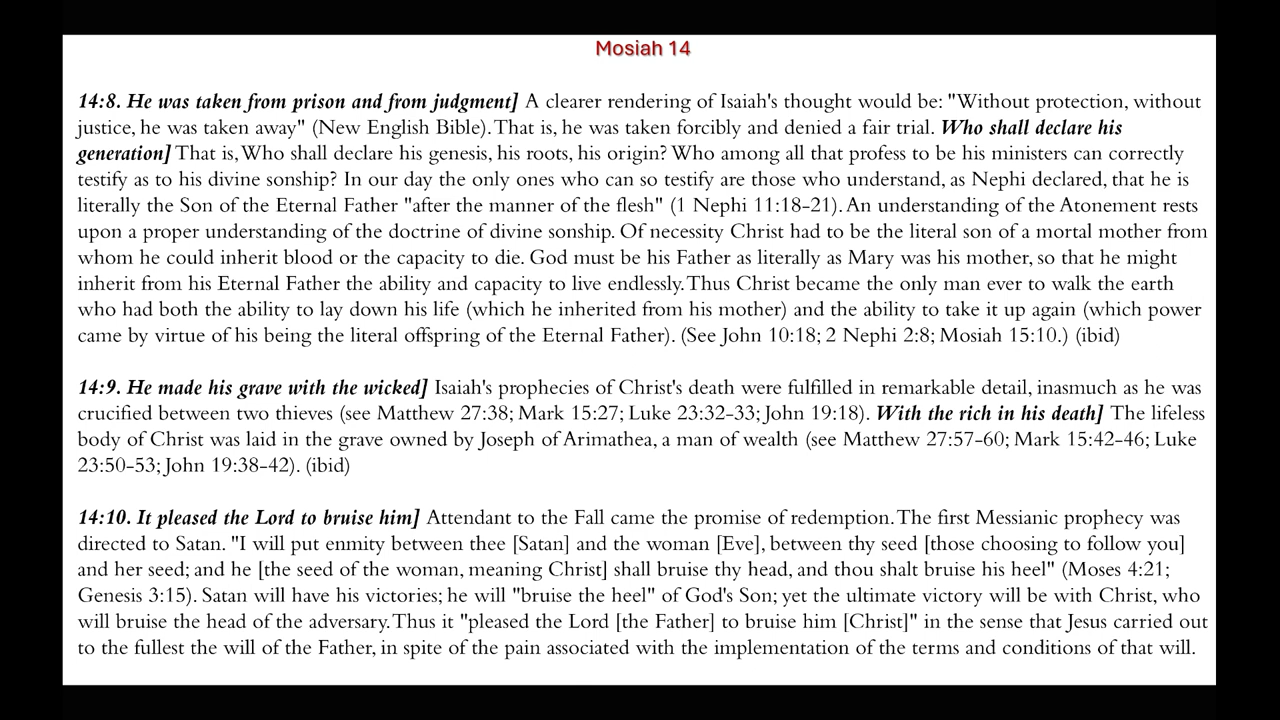 Mosiah 14
14:8. He was taken from prison and from judgment] A clearer rendering of Isaiah's thought would be: "Without protection, without
justice, he was taken away" (New English Bible). That is, he was taken forcibly and denied a fair trial. Who shall declare his
generation] That is, Who shall declare his genesis, his roots, his origin? Who among all that profess to be his ministers can correctly
testify as to his divine sonship? In our day the only ones who can so testify are those who understand, as Nephi declared, that he is
literally the Son of the Eternal Father "after the manner of the flesh" (1 Nephi 11:18-21). An understanding of the Atonement rests
upon a proper understanding of the doctrine of divine sonship. Of necessity Christ had to be the literal son of a mortal mother from
whom he could inherit blood or the capacity to die. God must be his Father as literally as Mary was his mother, so that he might
inherit from his Eternal Father the ability and capacity to live endlessly. Thus Christ became the only man ever to walk the earth
who had both the ability to lay down his life (which he inherited from his mother) and the ability to take it up again (which power
came by virtue of his being the literal offspring of the Eternal Father). (See John 10:18; 2 Nephi 2:8; Mosiah 15:10.) (ibid)
14:9. He made his grave with the wicked] Isaiah's prophecies of Christ's death were fulfilled in remarkable detail, inasmuch as he was
crucified between two thieves (see Matthew 27:38; Mark 15:27; Luke 23:32-33; John 19:18). With the rich in his death] The lifeless
body of Christ was laid in the grave owned by Joseph of Arimathea, a man of wealth (see Matthew 27:57-60; Mark 15:42-46; Luke
23:50-53; John 19:38-42). (ibid)
14:10. It pleased the Lord to bruise him] Attendant to the Fall came the promise of redemption. The first Messianic prophecy was
directed to Satan. "I will put enmity between thee [Satan] and the woman [Eve], between thy seed [those choosing to follow you]
and her seed; and he [the seed of the woman, meaning Christ] shall bruise thy head, and thou shalt bruise his heel" (Moses 4:21;
Genesis 3:15). Satan will have his victories; he will "bruise the heel" of God's Son; yet the ultimate victory will be with Christ, who
will bruise the head of the adversary. Thus it "pleased the Lord [the Father] to bruise him [Christ]" in the sense that Jesus carried out
to the fullest the will of the Father, in spite of the pain associated with the implementation of the terms and conditions of that will.